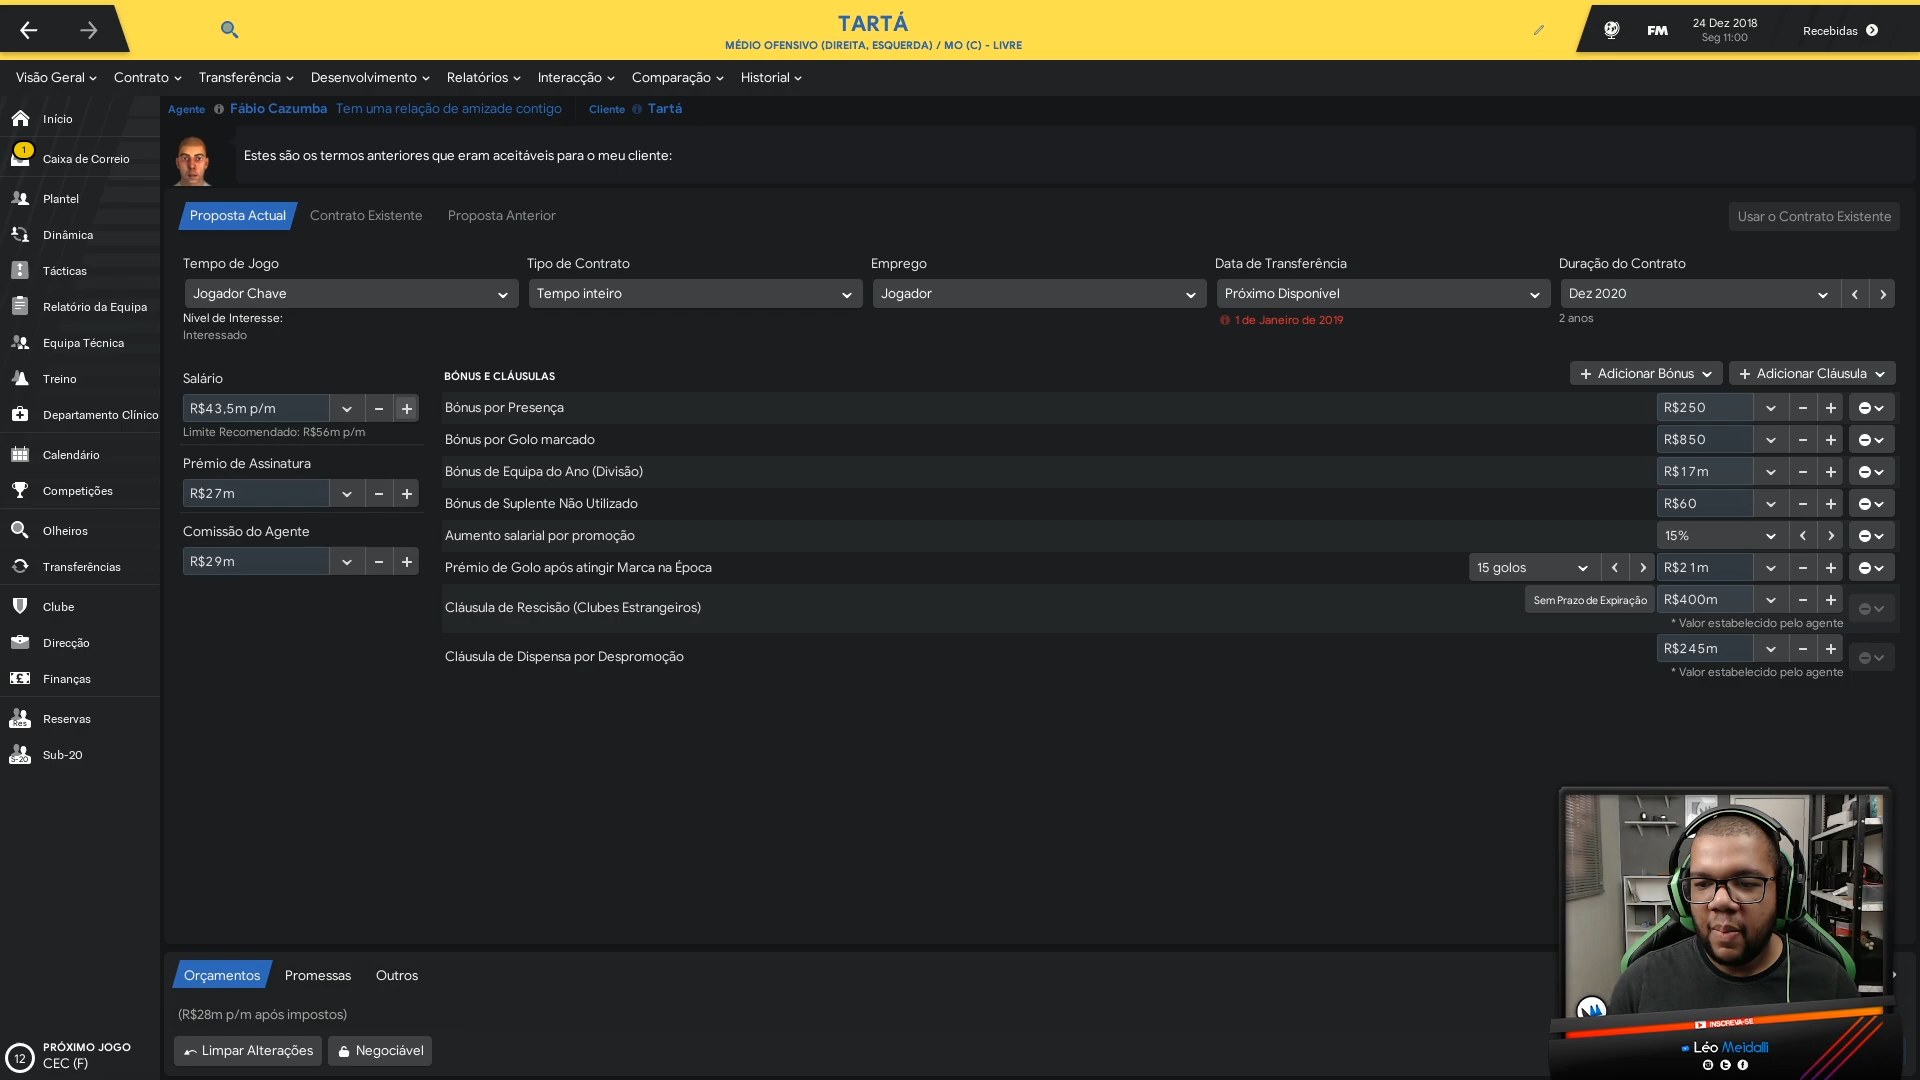 TARTÁ
MÉDIO OFENSIVO (DIREITA, ESQUERDA) / MO (C) - LIVRE
FM
24 Dez 2018
Seg 11:00
Recebidas
Visão Geral
Contrato
Transferência
Desenvolvimento
Relatórios
Interacção
Comparação
Historial
Início
1
Caixa de Correio
Plantel
Dinâmica
Tácticas
Relatório da Equipa
Equipa Técnica
Treino
Departamento Clínico
Calendário
Competições
Olheiros
Transferências
Clube
Direcção
Finanças
Res
Reservas
S-20
Sub-20
12
PRÓXIMO JOGO
CEC (F)
Agente Fábio Cazumba Tem uma relação de amizade contigo Cliente Tartá
Estes são os termos anteriores que eram aceitáveis para o meu cliente:
Proposta Actual
Contrato Existente
Proposta Anterior
Usar o Contrato Existente
Tempo de Jogo
Jogador Chave
Nível de Interesse:
Interessado
Tipo de Contrato
Tempo inteiro
Emprego
Jogador
Data de Transferência
Próximo Disponível
1 de Janeiro de 2019
Duração do Contrato
Dez 2020
2 anos
Salário
R$43,5m p/m
Limite Recomendado: R$56m p/m
Prémio de Assinatura
R$27m
Comissão do Agente
R$29m
BÓNUS E CLÁUSULAS
+ Adicionar Bónus
+ Adicionar Cláusula
Bónus por Presença R$250
Bónus por Golo marcado R$850
Bónus de Equipa do Ano (Divisão) R$17m
Bónus de Suplente Não Utilizado R$60
Aumento salarial por promoção 15%
Prémio de Golo após atingir Marca na Época 15 golos R$21m
Cláusula de Rescisão (Clubes Estrangeiros) Sem Prazo de Expiração R$400m
* Valor estabelecido pelo agente
Cláusula de Dispensa por Despromoção R$245m
* Valor estabelecido pelo agente
Orçamentos
Promessas
Outros
(R$28m p/m após impostos)
Limpar Alterações
Negociável
INSCREVA-SE
Léo Meidalli